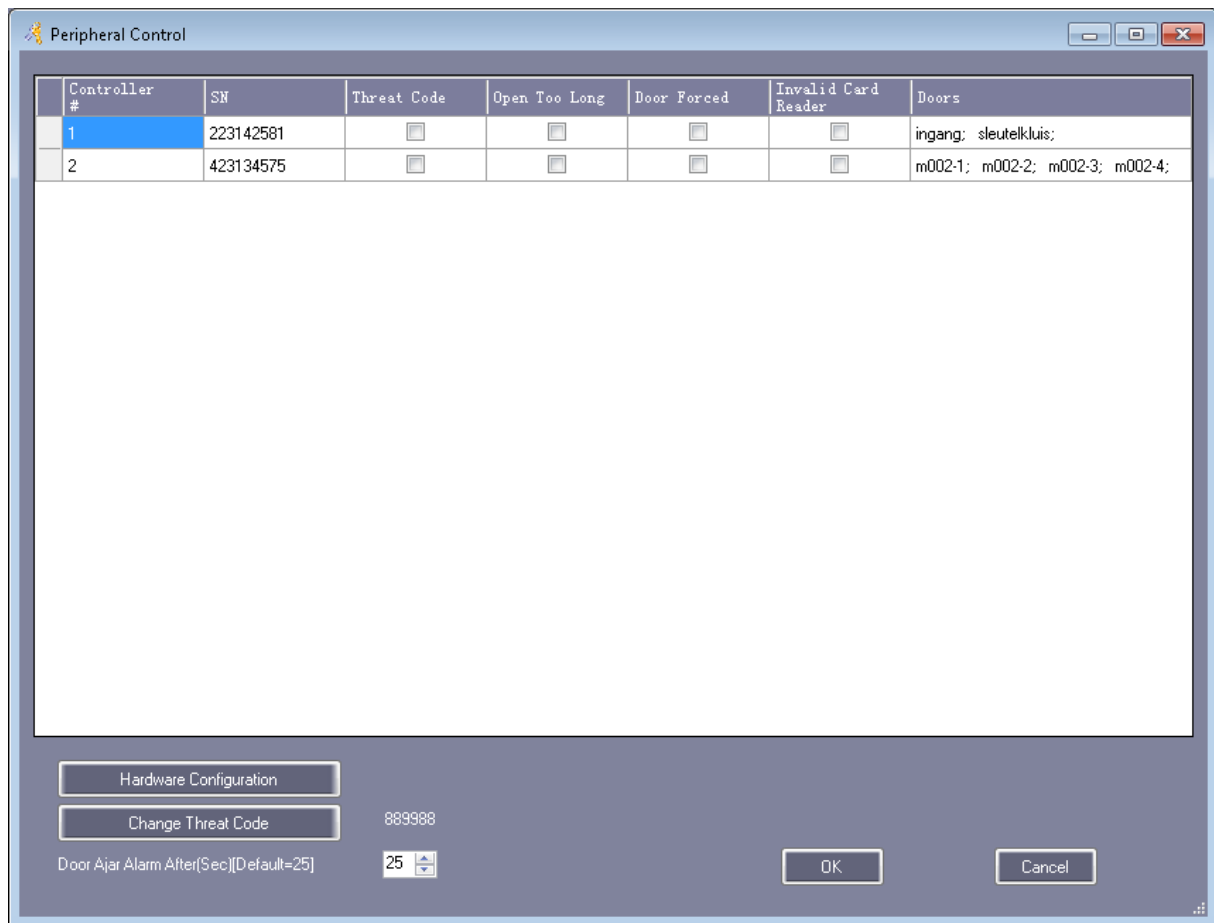 Peripheral Control
Controller # SN Threat Code Open Too Long Door Forced Invalid Card Reader Doors
1 223142581 ingang; sleutelkluis;
2 423134575 m002-1; m002-2; m002-3; m002-4;
Hardware Configuration
Change Threat Code 889988
Door Ajar Alarm After(Sec)[Default=25] 25 OK Cancel